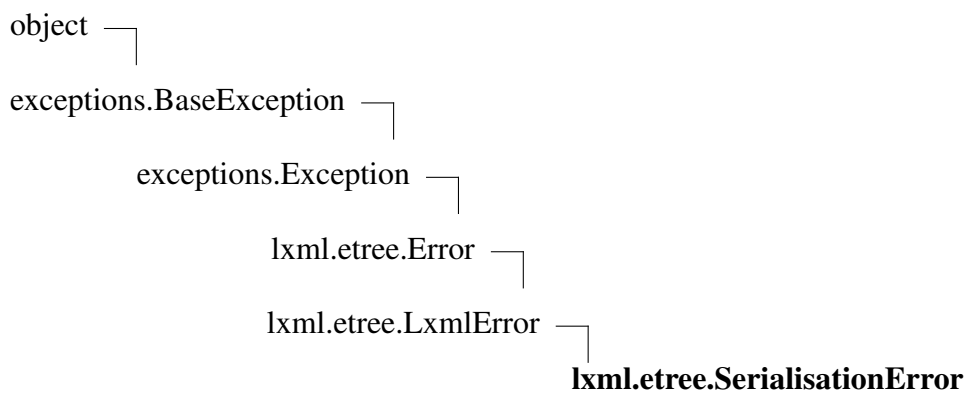 object
exceptions.BaseException
exceptions.Exception
lxml.etree.Error
lxml.etree.LxmlError
lxml.etree.SerialisationError